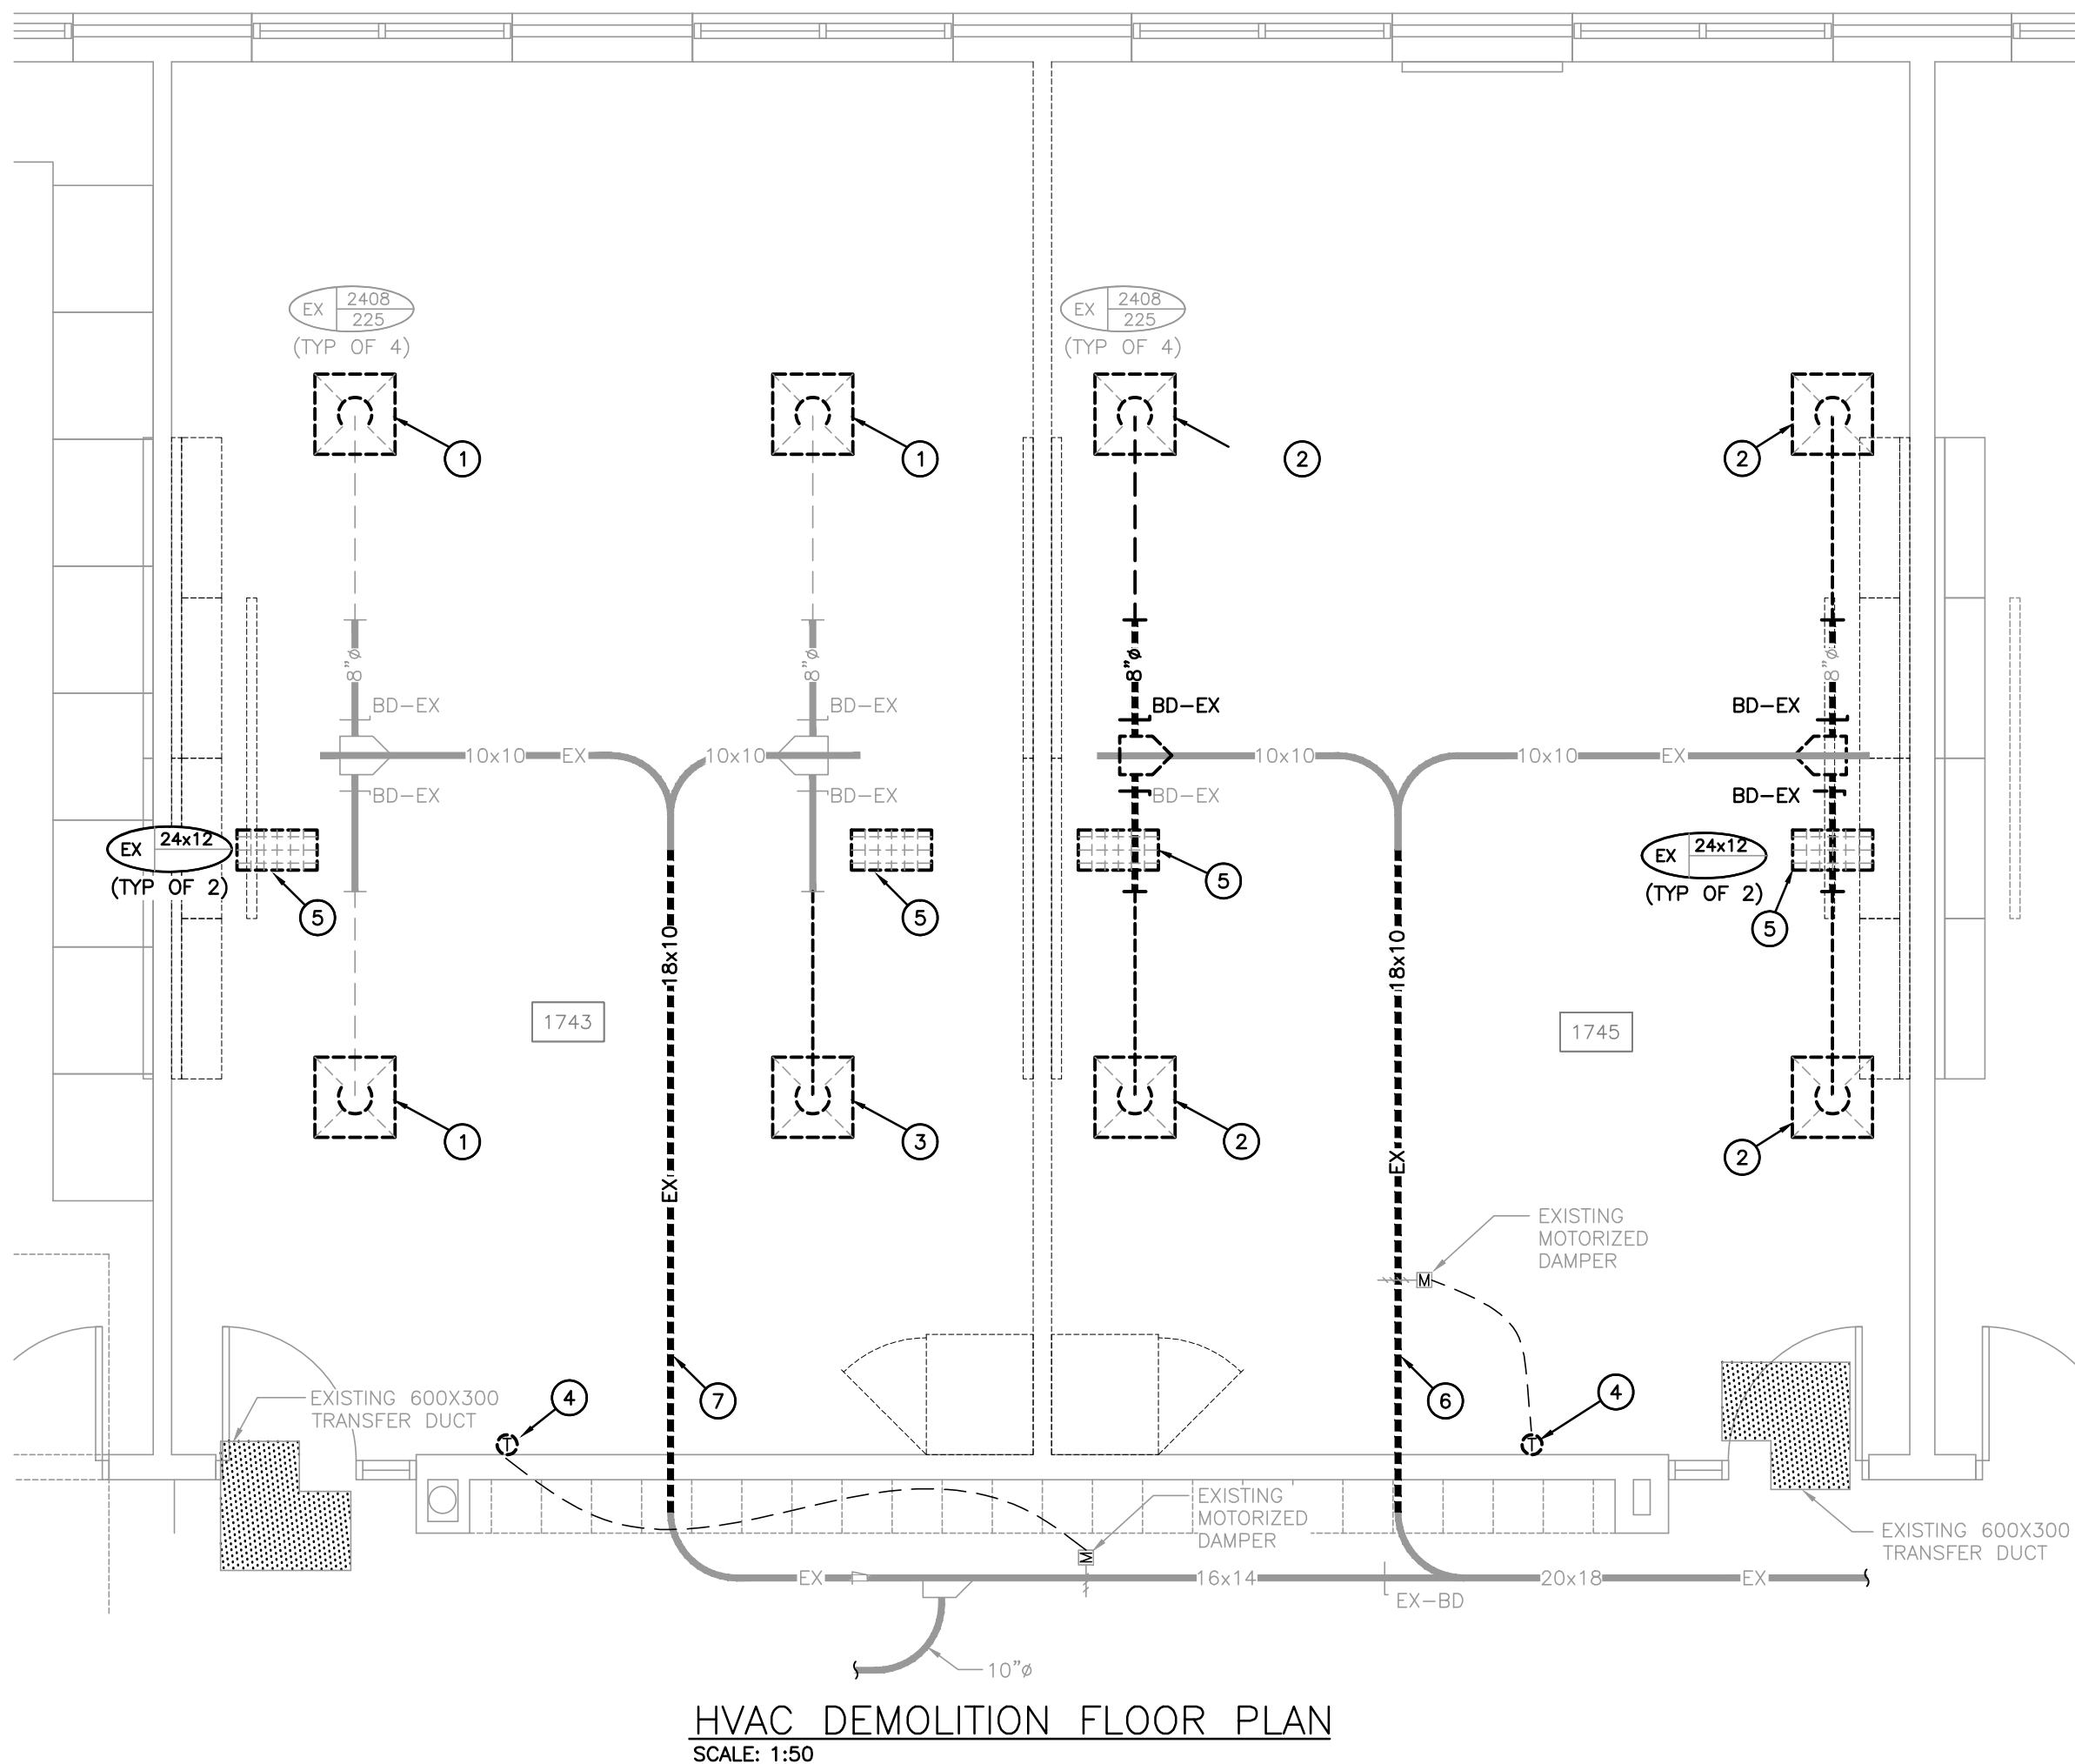 EX 2408 225
(TYP OF 4)
EX 2408 225
(TYP OF 4)
1
1
2
2
8"ø
8"ø
8"ø
8"ø
BD-EX
BD-EX
BD-EX
BD-EX
10x10 EX
10x10
10x10
10x10 EX
BD-EX
BD-EX
BD-EX
BD-EX
EX 24x12
(TYP OF 2)
EX 24x12
(TYP OF 2)
5
5
5
5
18x10
18x10
1743
1745
1
3
2
2
EX
EX
EXISTING
MOTORIZED
DAMPER
M
EXISTING 600X300
TRANSFER DUCT
4
7
6
4
T
T
EXISTING
MOTORIZED
DAMPER
M
EXISTING 600X300
TRANSFER DUCT
EX
16x14
20x18
EX
EX-BD
10"ø
HVAC DEMOLITION FLOOR PLAN
SCALE: 1:50